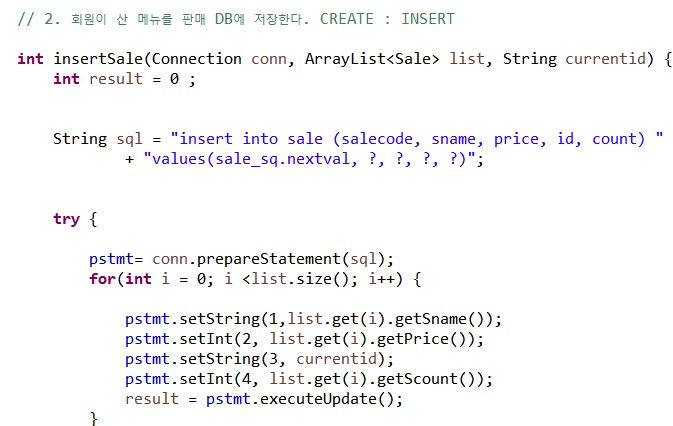 // 2. 회원이 산 메뉴를 판매 DB에 저장한다. CREATE : INSERT
int insertSale(Connection conn, ArrayList<Sale> list, String currentid) {
int result = 0 ;
String sql = "insert into sale (salecode, sname, price, id, count) "
+ "values(sale_sq.nextval, ?, ?, ?, ?)";
try {
pstmt= conn.prepareStatement(sql);
for(int i = 0; i <list.size(); i++) {
pstmt.setString(1,list.get(i).getSname());
pstmt.setInt(2, list.get(i).getPrice());
pstmt.setString(3, currentid);
pstmt.setInt(4, list.get(i).getScount());
result = pstmt.executeUpdate();
}